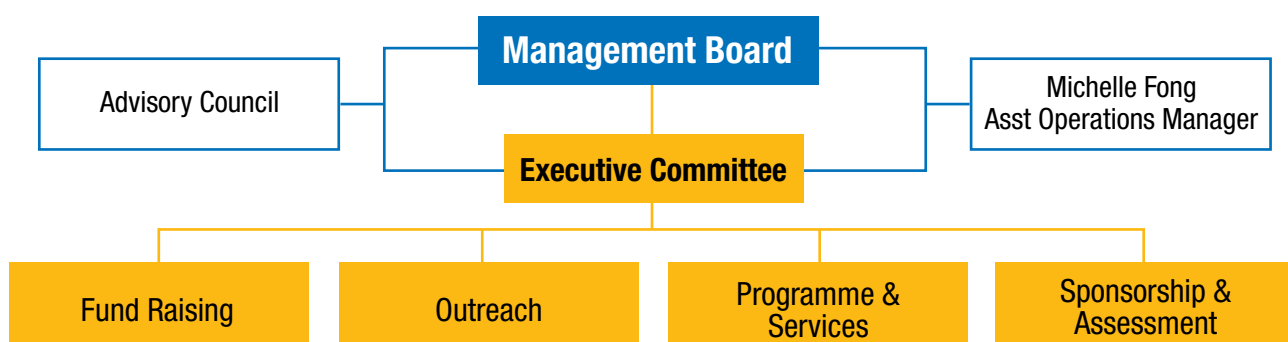 Management Board
Advisory Council
Michelle Fong
Asst Operations Manager
Executive Committee
Fund Raising
Outreach
Programme &
Services
Sponsorship &
Assessment